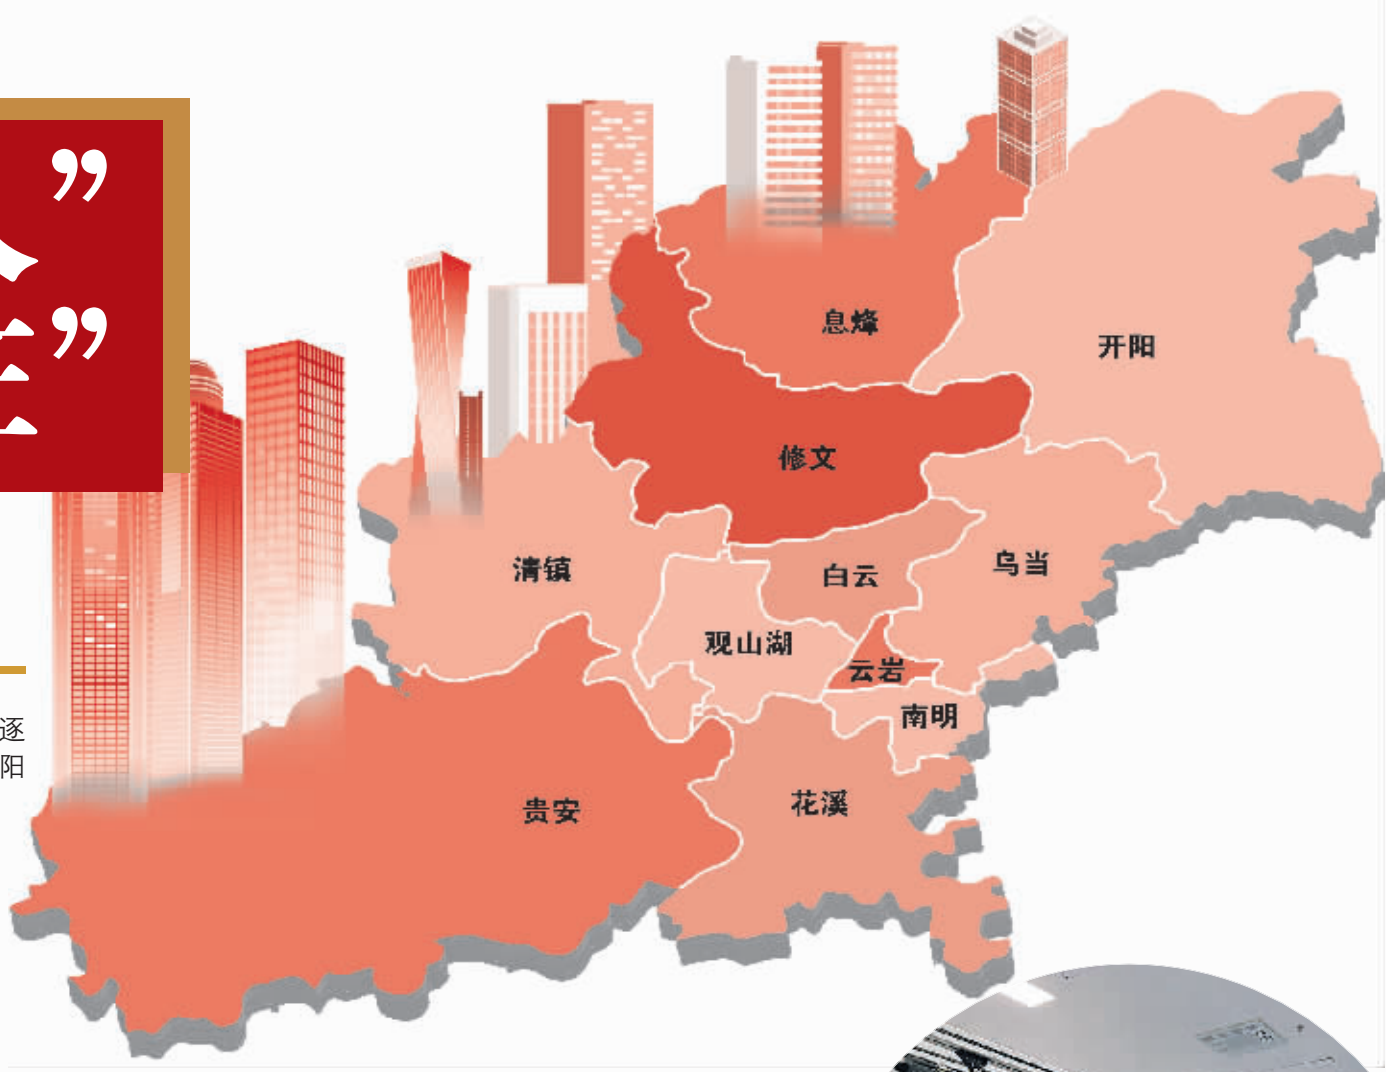 ”
”
息烽
开阳
修文
清镇
白云
乌当
观山湖
云岩
南明
逐
阳
贵安
花溪